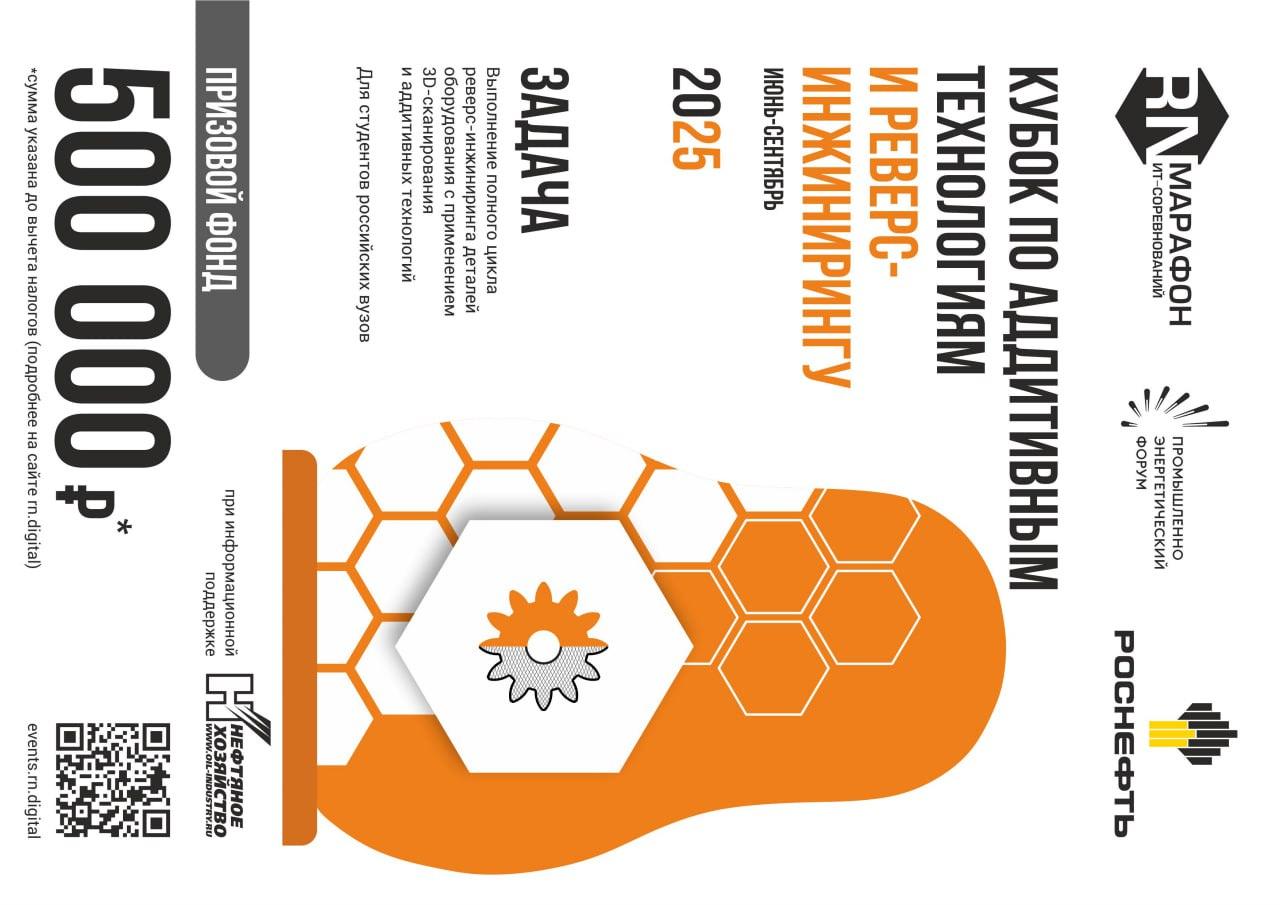 RN
МАРАФОН
ИТ-СОРЕВНОВАНИЙ
ПРОМЫШЛЕННО
ЭНЕРГЕТИЧЕСКИЙ
ФОРУМ
РОСНЕФТЬ
КУБОК ПО АДДИТИВНЫМ
ТЕХНОЛОГИЯМ
И РЕВЕРС-
ИНЖИНИРИНГУ
ИЮНЬ-СЕНТЯБРЬ
2025
ЗАДАЧА
Выполнение полного цикла
реверс-инжиниринга деталей
оборудования с применением
3D-сканирования
и аддитивных технологий
Для студентов российских вузов
ПРИЗОВОЙ ФОНД
500 000 ₽*
*сумма указана до вычета налогов (подробнее на сайте rn.digital)
при информационной
поддержке
НЕФТЯНОЕ
ХОЗЯЙСТВО
WWW.OIL-INDUSTRY.RU
events.rn.digital